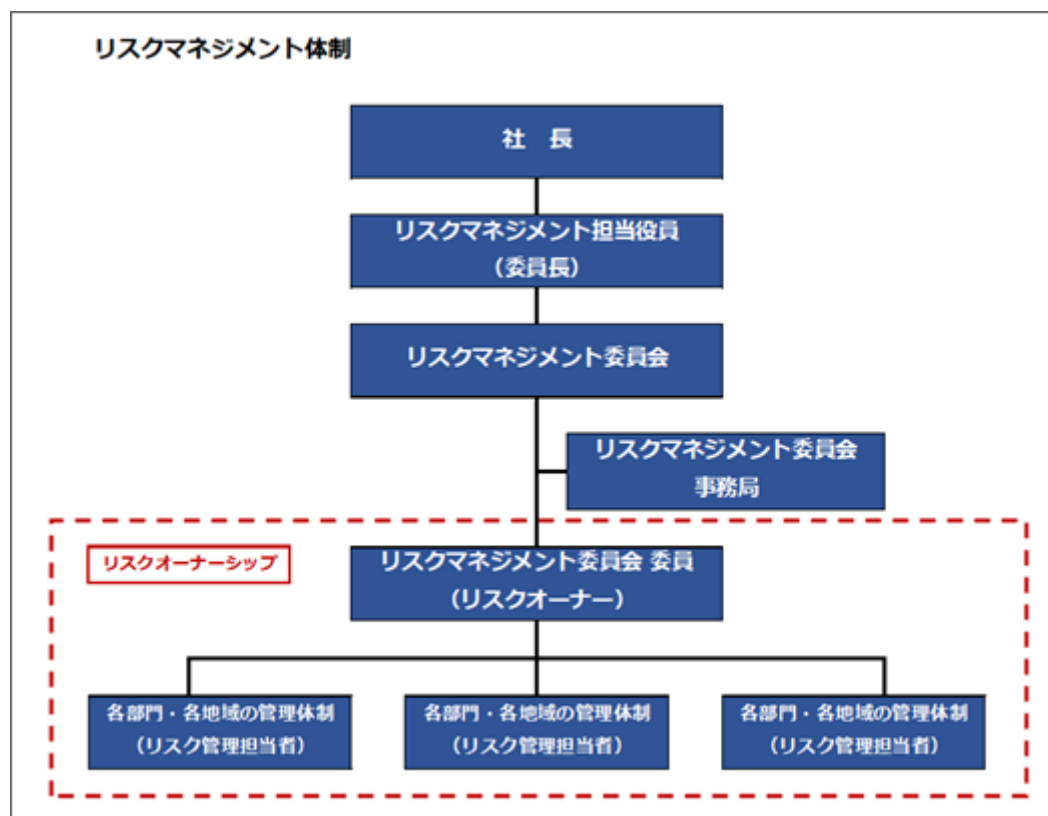 リスクマネジメント体制
社 長
リスクマネジメント担当役員
（委員長）
リスクマネジメント委員会
リスクマネジメント委員会
事務局
リスクオーナーシップ
リスクマネジメント委員会 委員
（リスクオーナー）
各部門・各地域の管理体制
（リスク管理担当者）
各部門・各地域の管理体制
（リスク管理担当者）
各部門・各地域の管理体制
（リスク管理担当者）